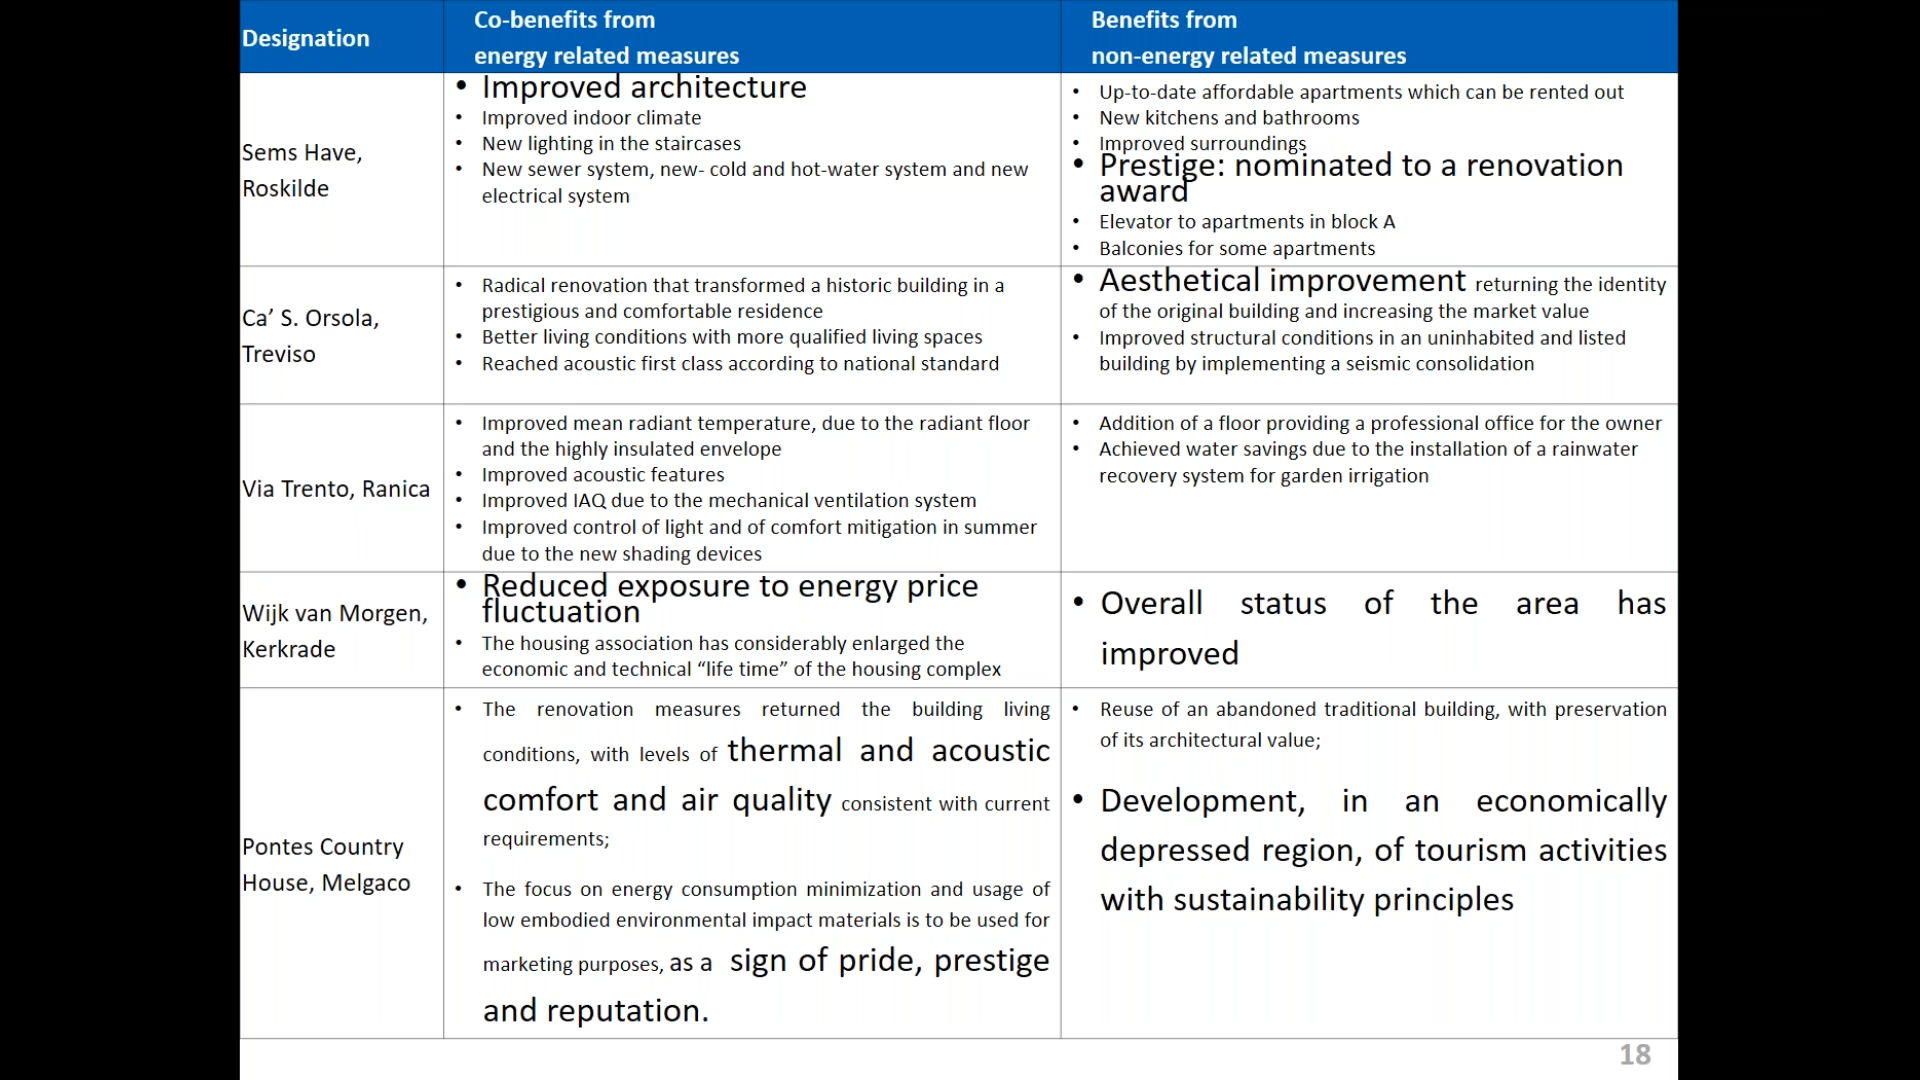 Designation
Co-benefits from
energy related measures
Benefits from
non-energy related measures
Sems Have,
Roskilde
• Improved architecture
• Improved indoor climate
• New lighting in the staircases
• New sewer system, new- cold and hot-water system and new
electrical system
• Up-to-date affordable apartments which can be rented out
• New kitchens and bathrooms
• Improved surroundings
• Prestige: nominated to a renovation
award
• Elevator to apartments in block A
• Balconies for some apartments
Ca’ S. Orsola,
Treviso
• Radical renovation that transformed a historic building in a
prestigious and comfortable residence
• Better living conditions with more qualified living spaces
• Reached acoustic first class according to national standard
• Aesthetical improvement returning the identity
of the original building and increasing the market value
• Improved structural conditions in an uninhabited and listed
building by implementing a seismic consolidation
Via Trento, Ranica
• Improved mean radiant temperature, due to the radiant floor
and the highly insulated envelope
• Improved acoustic features
• Improved IAQ due to the mechanical ventilation system
• Improved control of light and of comfort mitigation in summer
due to the new shading devices
• Addition of a floor providing a professional office for the owner
• Achieved water savings due to the installation of a rainwater
recovery system for garden irrigation
Wijk van Morgen,
Kerkrade
• Reduced exposure to energy price
fluctuation
• The housing association has considerably enlarged the
economic and technical “life time” of the housing complex
• Overall status of the area has
improved
Pontes Country
House, Melgaco
• The renovation measures returned the building living
conditions, with levels of thermal and acoustic
comfort and air quality consistent with current
requirements;
• The focus on energy consumption minimization and usage of
low embodied environmental impact materials is to be used for
marketing purposes, as a sign of pride, prestige
and reputation.
• Reuse of an abandoned traditional building, with preservation
of its architectural value;
• Development, in an economically
depressed region, of tourism activities
with sustainability principles
18